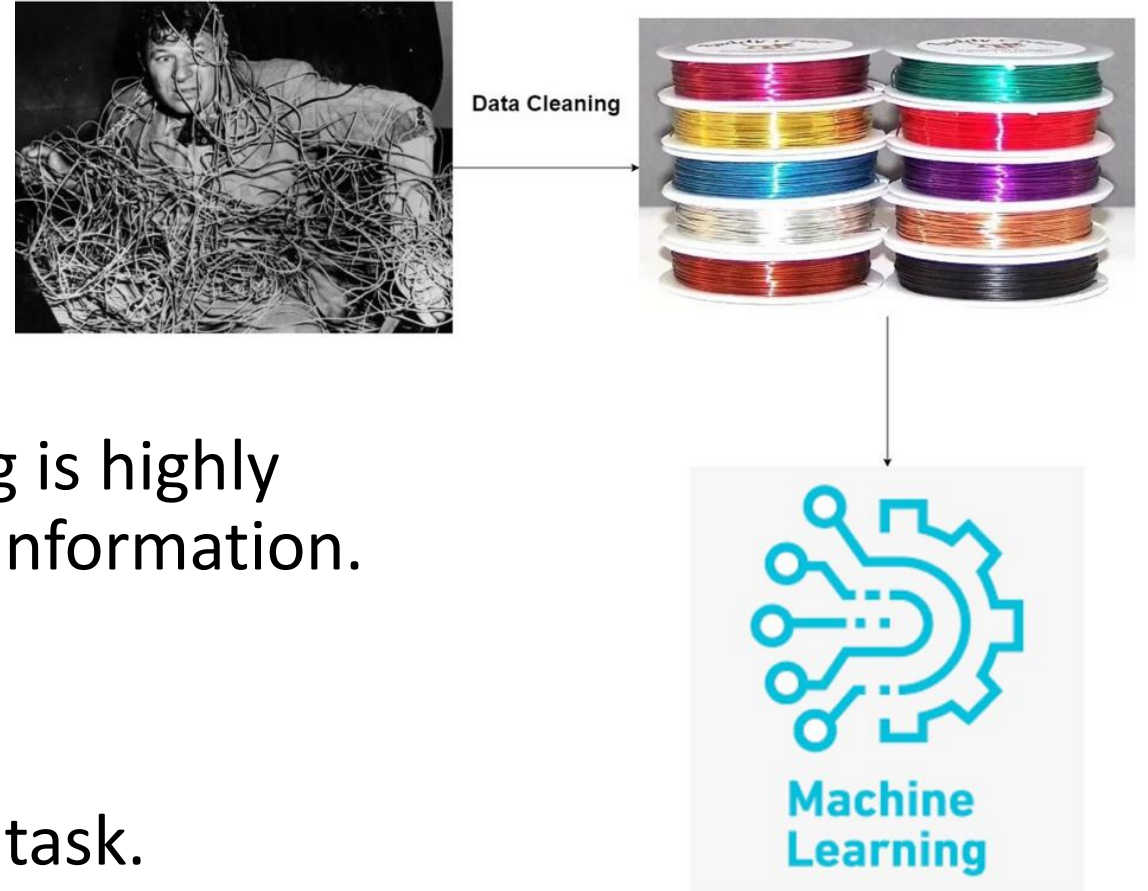 Data Cleaning
g is highly
nformation.
task.
Machine
Learning